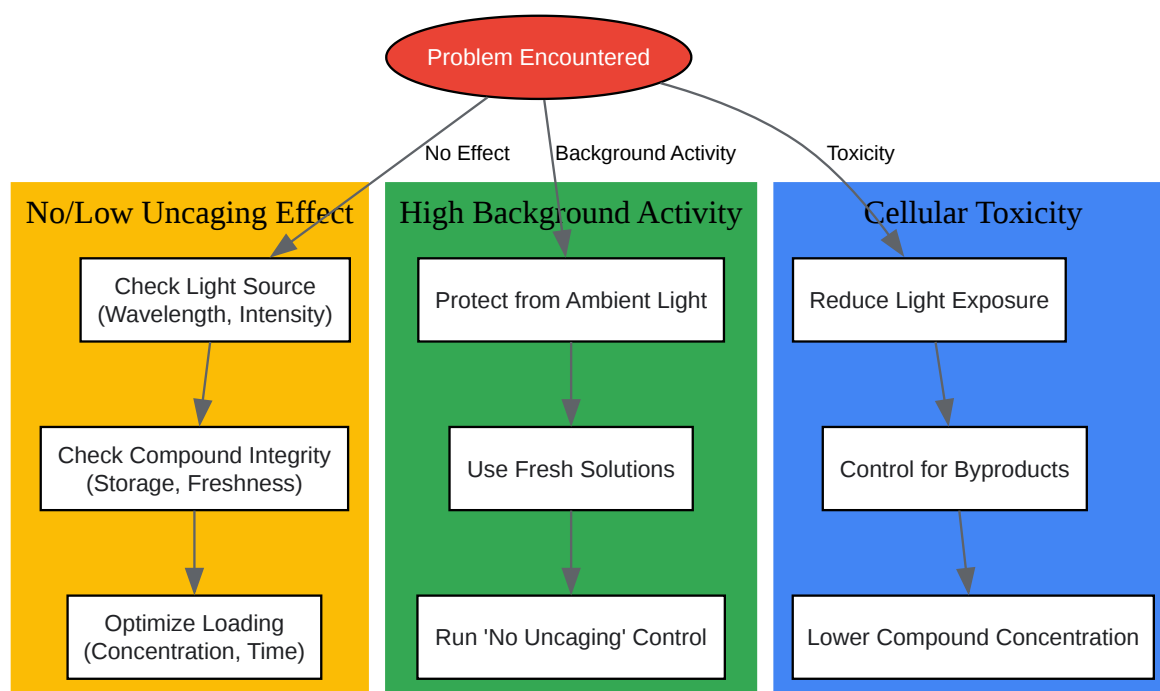 Problem Encountered
No Effect
Background Activity
Toxicity
No/Low Uncaging Effect
Check Light Source
(Wavelength, Intensity)
Check Compound Integrity
(Storage, Freshness)
Optimize Loading
(Concentration, Time)
High Background Activity
Protect from Ambient Light
Use Fresh Solutions
Run 'No Uncaging' Control
Cellular Toxicity
Reduce Light Exposure
Control for Byproducts
Lower Compound Concentration